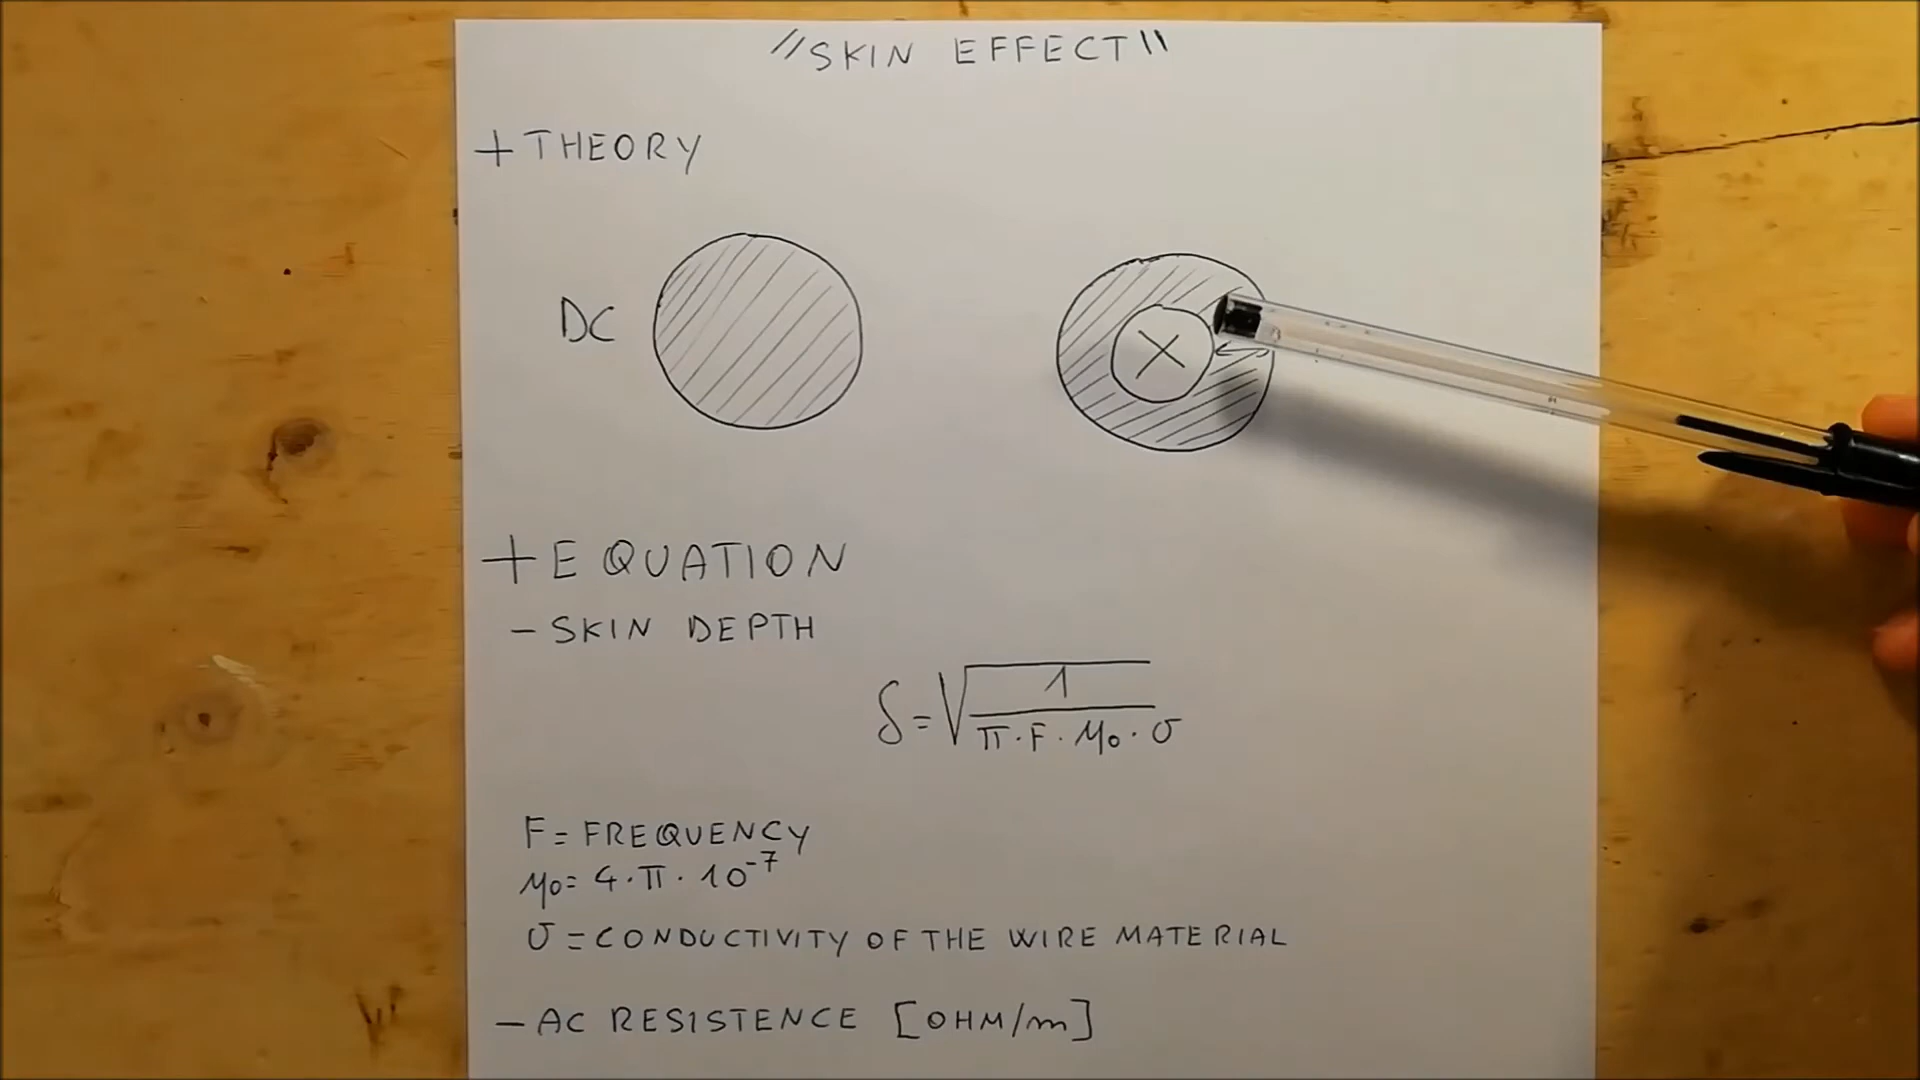 "SKIN EFFECT"
+ THEORY
DC
+ EQUATION
- SKIN DEPTH
δ = √(1 / (π · F · μ0 · σ))
F = FREQUENCY
μ0 = 4 · π · 10^-7
σ = CONDUCTIVITY OF THE WIRE MATERIAL
- AC RESISTENCE [OHM/m]